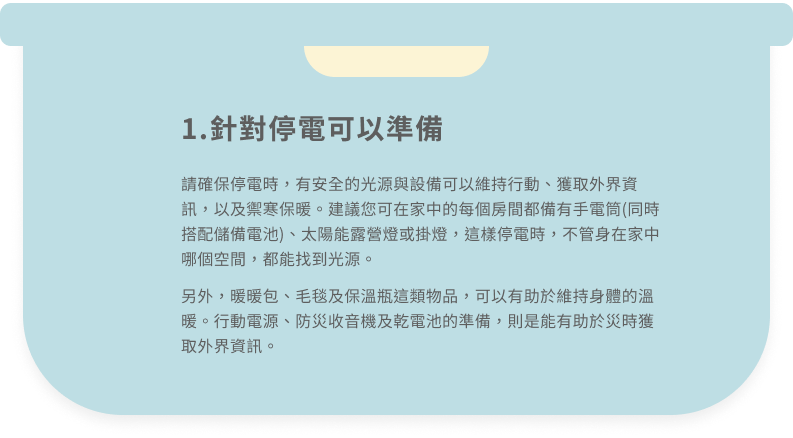 1.針對停電可以準備
請確保停電時，有安全的光源與設備可以維持行動、獲取外界資
訊，以及禦寒保暖。建議您可在家中的每個房間都備有手電筒(同時
搭配儲備電池)、太陽能露營燈或掛燈，這樣停電時，不管身在家中
哪個空間，都能找到光源。
另外，暖暖包、毛毯及保溫瓶這類物品，可以有助於維持身體的溫
暖。行動電源、防災收音機及乾電池的準備，則是能有助於災時獲
取外界資訊。